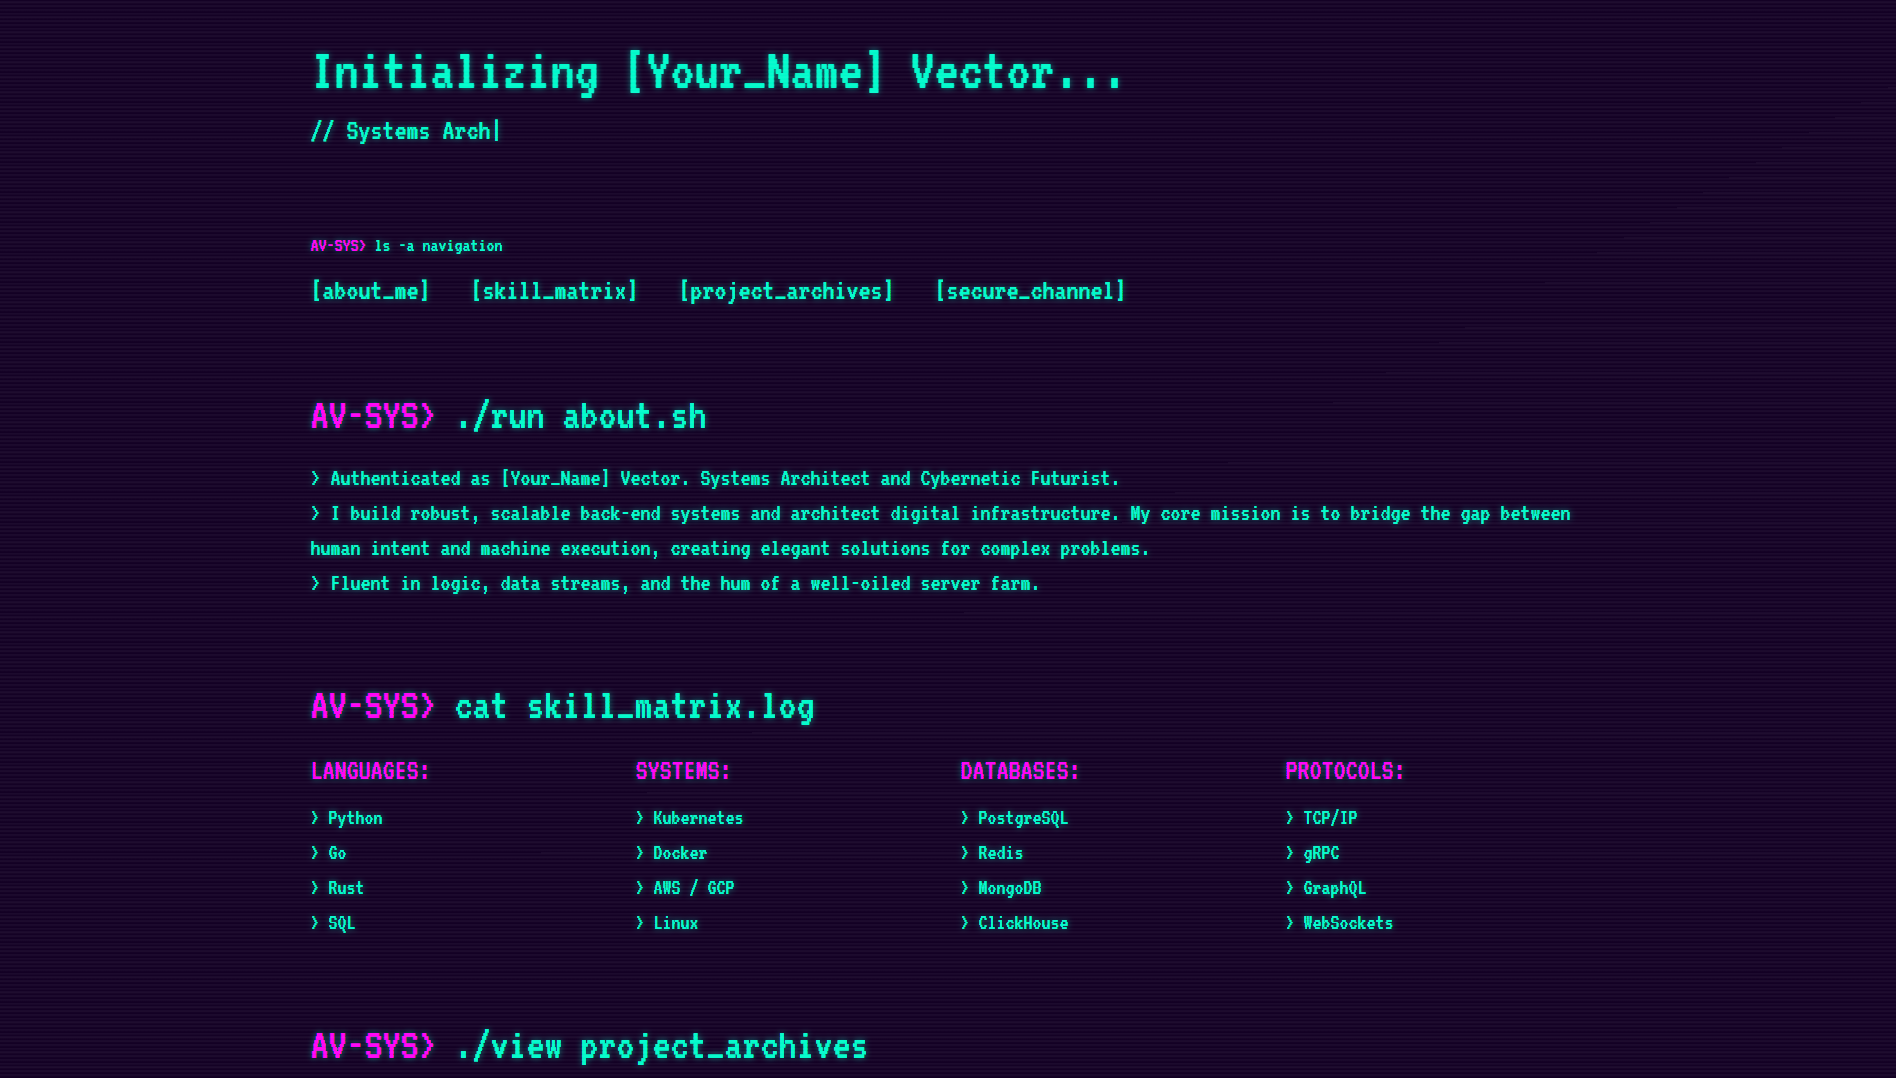 Initializing [Your_Name] Vector...
// Systems Arch|
AV-SYS> ls -a navigation
[about_me] [skill_matrix] [project_archives] [secure_channel]
AV-SYS> ./run about.sh
> Authenticated as [Your_Name] Vector. Systems Architect and Cybernetic Futurist.
> I build robust, scalable back-end systems and architect digital infrastructure. My core mission is to bridge the gap between
human intent and machine execution, creating elegant solutions for complex problems.
> Fluent in logic, data streams, and the hum of a well-oiled server farm.
AV-SYS> cat skill_matrix.log
LANGUAGES:
> Python
> Go
> Rust
> SQL
SYSTEMS:
> Kubernetes
> Docker
> AWS / GCP
> Linux
DATABASES:
> PostgreSQL
> Redis
> MongoDB
> ClickHouse
PROTOCOLS:
> TCP/IP
> gRPC
> GraphQL
> WebSockets
AV-SYS> ./view project_archives